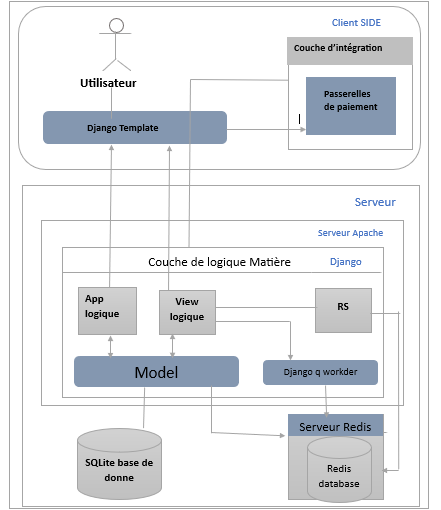 Client SIDE
Couche d'intégration
Utilisateur
Passerelles
de paiement
Django Template
Serveur
Serveur Apache
Couche de logique Matière
Django
App
logique
View
logique
RS
Model
Django q workder
Serveur Redis
SQLite base de
donne
Redis
database